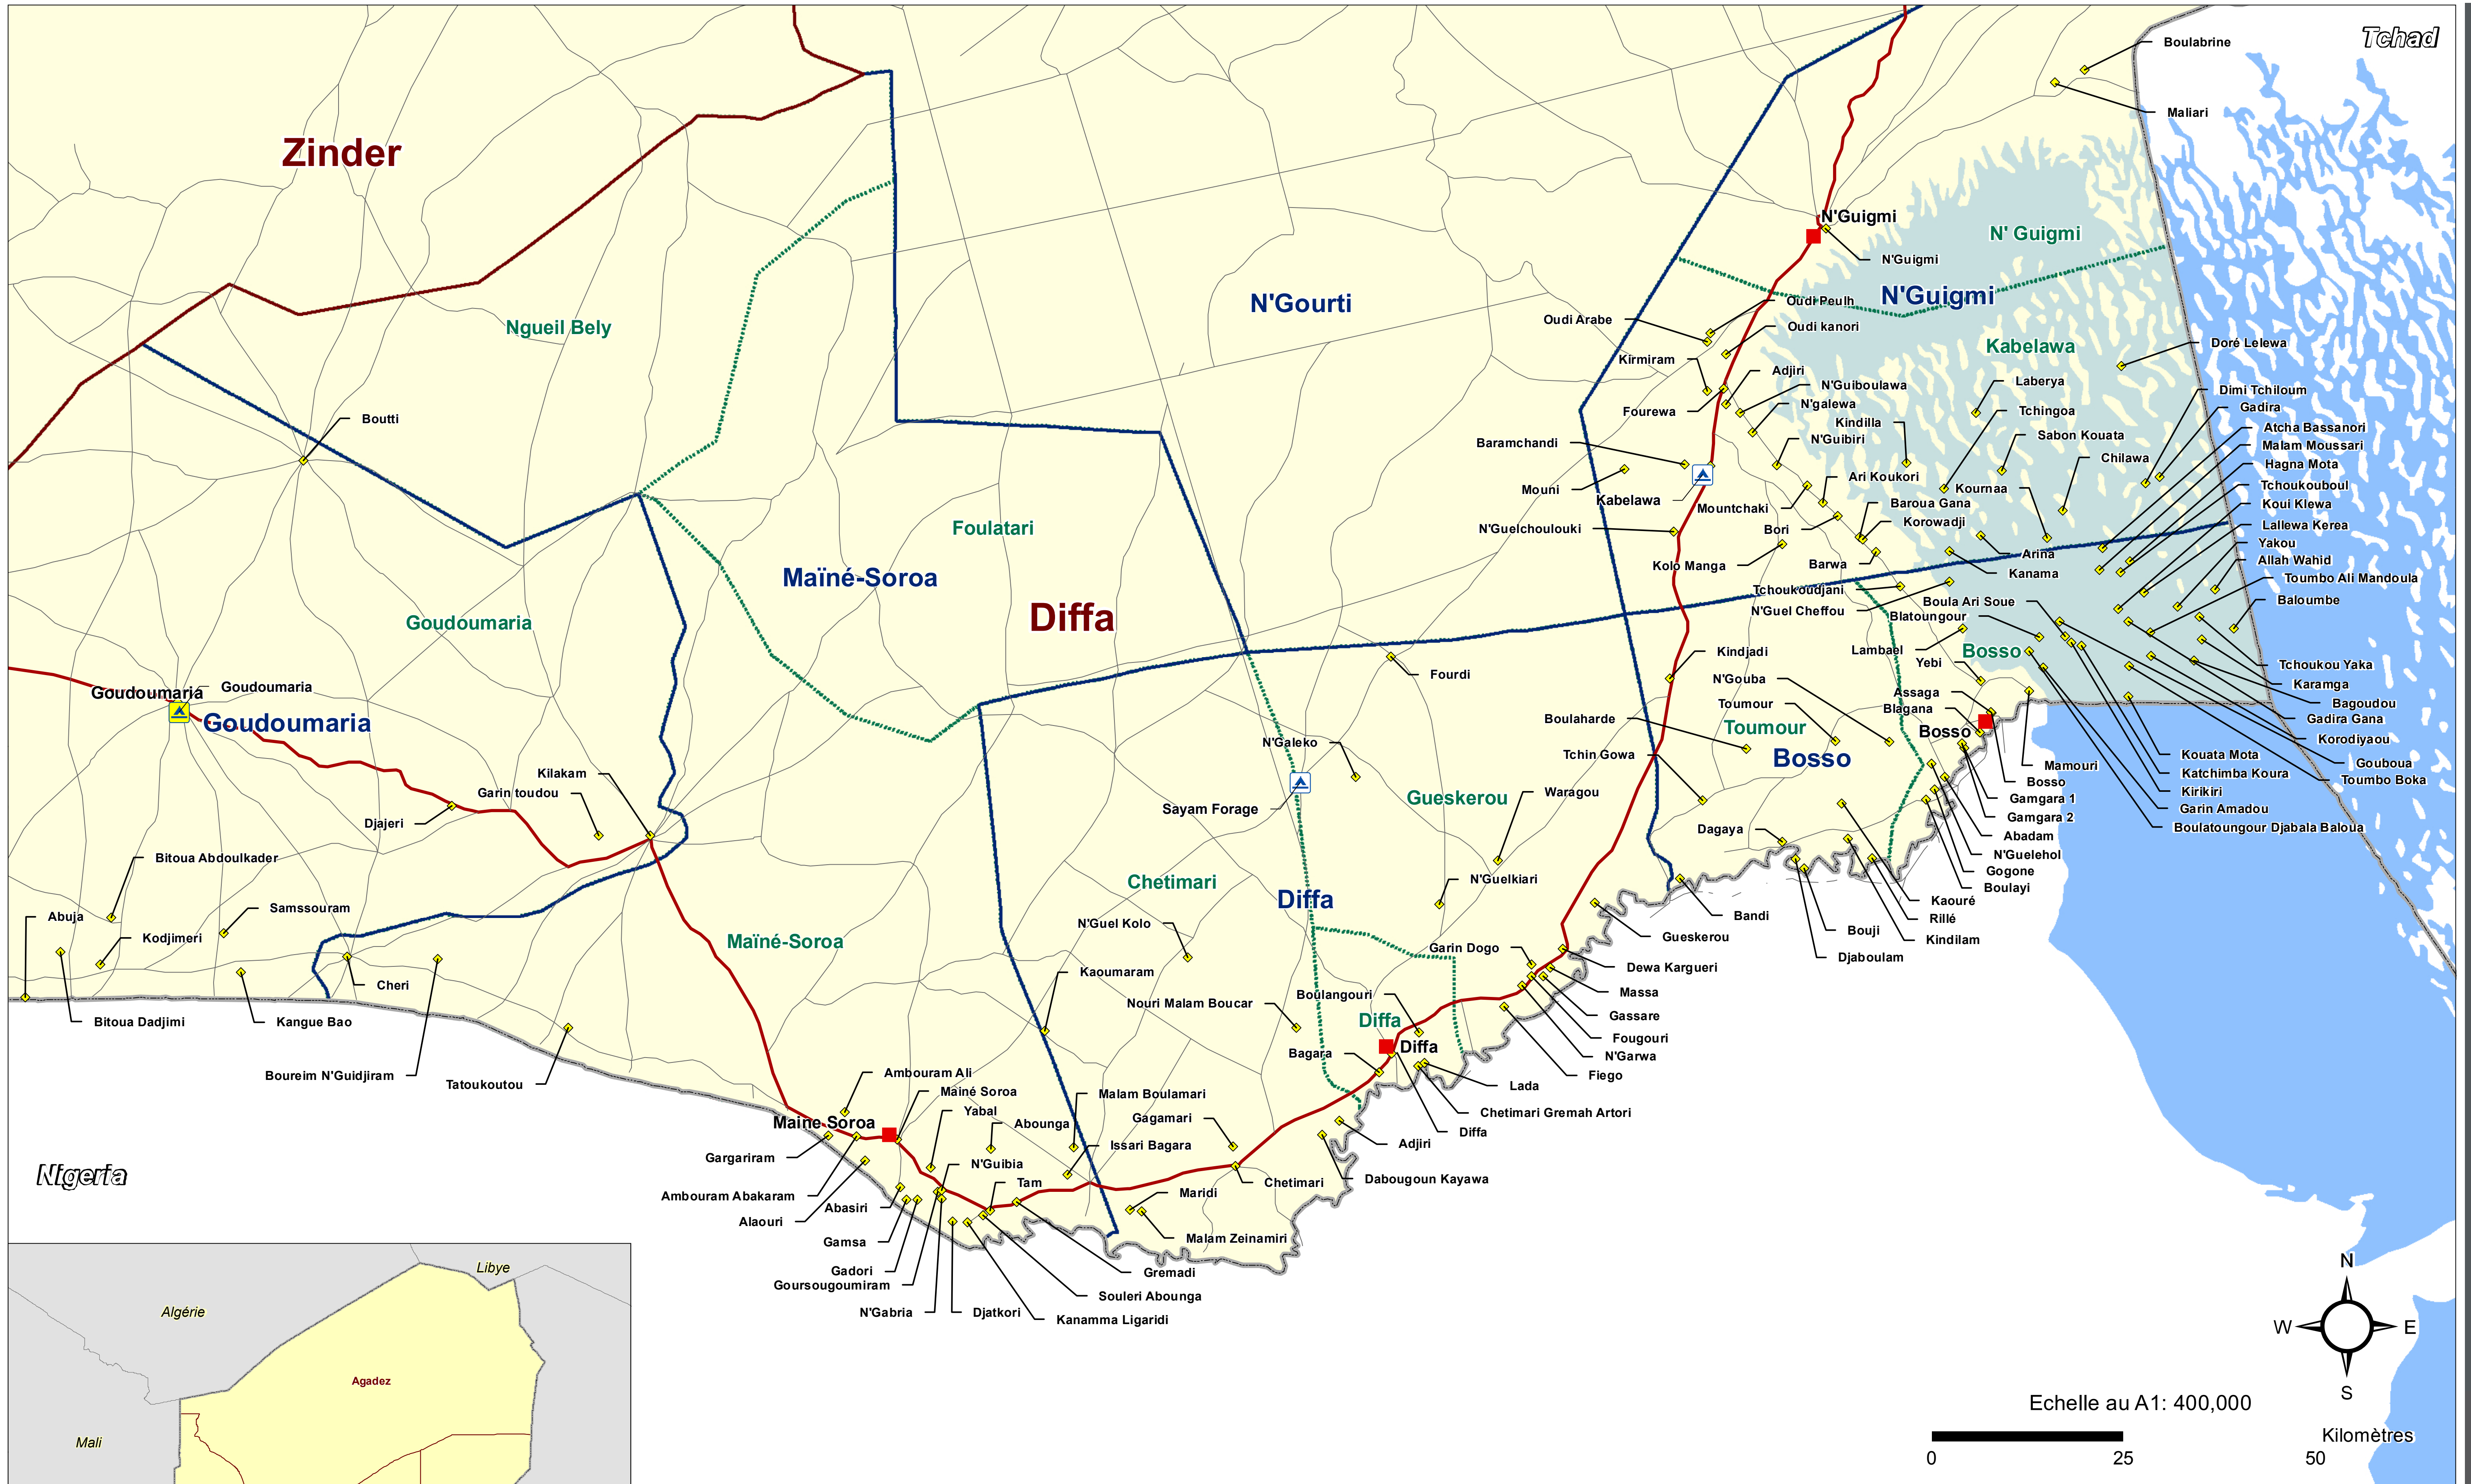 Tchad
Boulabrine
Maliari
Zinder
N'Guigmi
N'Guigmi
N' Guigmi
N'Guigmi
Ngueil Bely
N'Gourti
Oudi Peulh
Oudi Arabe
Oudi kanori
Kabelawa
Doré Lelewa
Kirmiram
Adjiri
N'Guiboulawa
Laberya
Dimi Tchiloum
Fourewa
N'galewa
Tchingoa
Gadira
Boutti
Kindilla
Atcha Bassanori
Baramchandi
N'Guibiri
Sabon Kouata
Malam Moussari
Chilawa
Hagna Mota
Mouni
Ari Koukori
Kournaa
Tchoukouboul
Kabelawa
Mountchaki
Baroua Gana
Koui Klewa
Foulatari
N'Guelchoulouki
Bori
Korowadji
Lallewa Kerea
Yakou
Arina
Allah Wahid
Maïné-Soroa
Kolo Manga
Barwa
Kanama
Toumbo Ali Mandoula
Tchoukoudjani
Boula Ari Soue
Baloumbe
Diffa
N'Guel Cheffou
Blatoungour
Goudoumaria
Lambael
Bosso
Kindjadi
Yebi
Tchoukou Yaka
Fourdi
N'Gouba
Karamga
Goudoumaria
Goudoumaria
Assaga
Bagoudou
Toumour
Blagana
Gadira Gana
Goudoumaria
Boulaharde
Toumour
Bosso
Korodiyaou
N'Galeko
Tchin Gowa
Bosso
Kouata Mota
Gouboua
Mamouri
Katchimba Koura
Toumbo Boka
Kilakam
Bosso
Kirikiri
Garin toudou
Waragou
Gueskerou
Gamgara 1
Garin Amadou
Sayam Forage
Gamgara 2
Boulatoungour Djabala Baloua
Djajeri
Dagaya
Abadam
Bitoua Abdoulkader
N'Guelehol
Chetimari
N'Guelkiari
Gogone
Diffa
Boulayi
Abuja
Samssouram
Kaouré
Bandi
Rillé
Kodjimeri
Maïné-Soroa
N'Guel Kolo
Gueskerou
Bouji
Kindilam
Garin Dogo
Djaboulam
Kaoumaram
Dewa Kargueri
Cheri
Boulangouri
Massa
Nouri Malam Boucar
Gassare
Bitoua Dadjimi
Kangue Bao
Diffa
Fougouri
Diffa
N'Garwa
Bagara
Boureim N'Guidjiram
Fiego
Tatoukoutou
Ambouram Ali
Lada
Mainé Soroa
Malam Boulamari
Yabal
Chetimari Gremah Artori
Maine Soroa
Abounga
Gagamari
Diffa
Adjiri
Issari Bagara
Gargariram
N'Guibia
Nigeria
Tam
Chetimari
Dabougoun Kayawa
Ambouram Abakaram
Maridi
Abasiri
Alaouri
Gamsa
Malam Zeinamiri
Gadori
Gremadi
Goursougoumiram
Souleri Abounga
N'Gabria
Djatkori
Kanamma Ligaridi
Libye
Algérie
Agadez
Mali
N
W
E
S
Echelle au A1: 400,000
Kilomètres
0
25
50